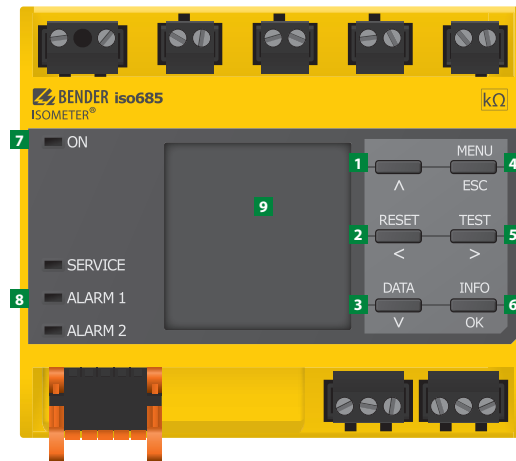 BENDER iso685
ISOMETER®
kΩ
7
ON
1
MENU
4
∧
ESC
9
2
RESET
TEST
5
<
>
SERVICE
3
DATA
INFO
6
8
ALARM 1
∨
OK
ALARM 2